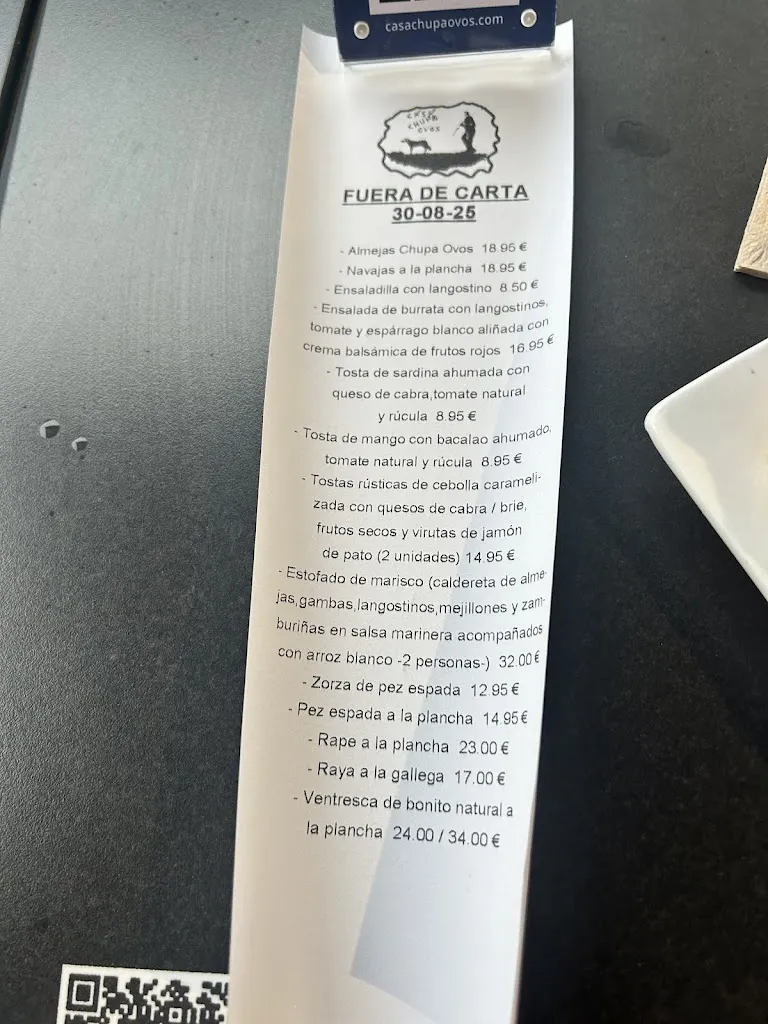 casachupaovos.com
CASA
CHUPA
OVOS
FUERA DE CARTA
30-08-25
- Almejas Chupa Ovos 18.95 €
- Navajas a la plancha 18.95 €
- Ensaladilla con langostino 8.50 €
- Ensalada de burrata con langostinos,
tomate y espárrago blanco aliñada con
crema balsámica de frutos rojos 16.95 €
- Tosta de sardina ahumada con
queso de cabra,tomate natural
y rúcula 8.95 €
- Tosta de mango con bacalao ahumado,
tomate natural y rúcula 8.95 €
- Tostas rústicas de cebolla carameli-
zada con quesos de cabra / brie,
frutos secos y virutas de jamón
de pato (2 unidades) 14.95 €
- Estofado de marisco (caldereta de alme-
jas,gambas,langostinos,mejillones y zam-
buriñas en salsa marinera acompañados
con arroz blanco -2 personas-) 32.00 €
- Zorza de pez espada 12.95 €
- Pez espada a la plancha 14.95 €
- Rape a la plancha 23.00 €
- Raya a la gallega 17.00 €
- Ventresca de bonito natural a
la plancha 24.00 / 34.00 €